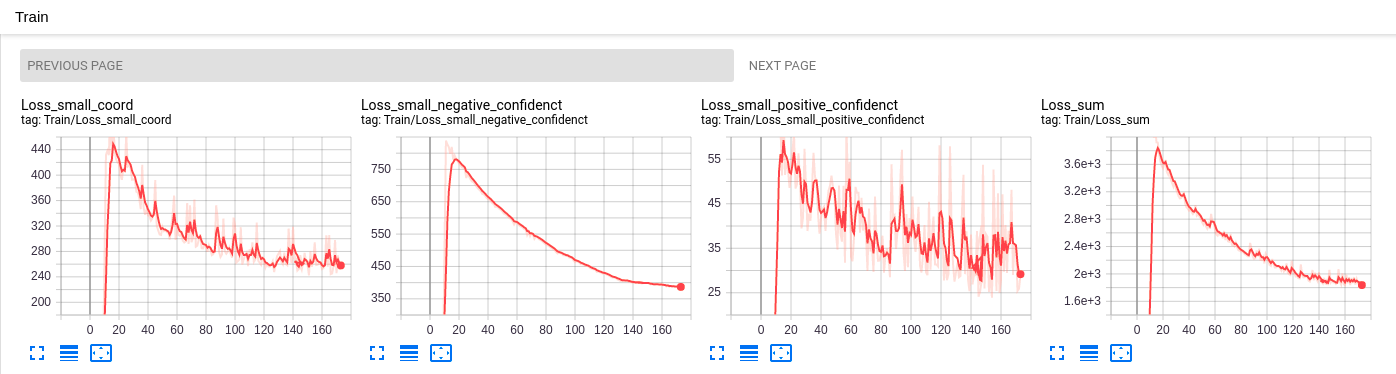 Train
PREVIOUS PAGE NEXT PAGE
Loss_small_coord
tag: Train/Loss_small_coord
440
400
360
320
280
240
200
0 20 40 60 80 100 120 140 160
Loss_small_negative_confidenct
tag: Train/Loss_small_negative_confidenct
750
650
550
450
350
0 20 40 60 80 100 120 140 160
Loss_small_positive_confidenct
tag: Train/Loss_small_positive_confidenct
55
45
35
25
0 20 40 60 80 100 120 140 160
Loss_sum
tag: Train/Loss_sum
3.6e+3
3.2e+3
2.8e+3
2.4e+3
2e+3
1.6e+3
0 20 40 60 80 100 120 140 160